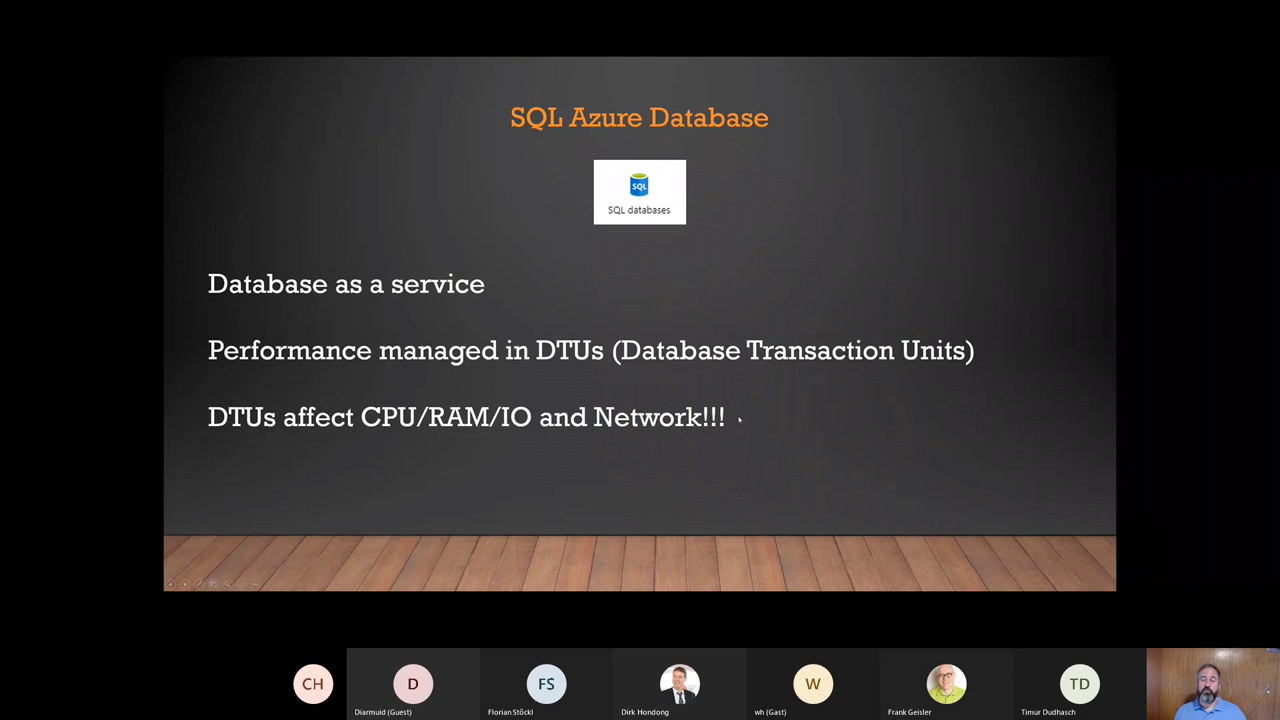 SQL Azure Database
SQL
SQL databases
Database as a service
Performance managed in DTUs (Database Transaction Units)
DTUs affect CPU/RAM/IO and Network!!!
CH
D
FS
W
TD
Diarmuid (Guest)
Florian Stöckl
Dirk Hondong
wh (Gast)
Frank Geisler
Timur Dudhasch